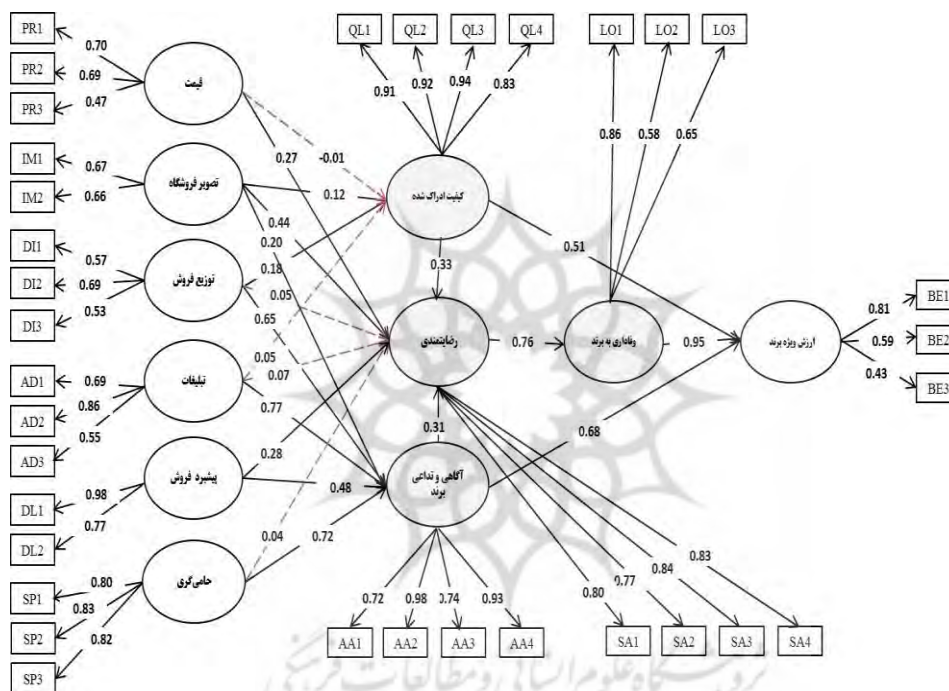 PR1
PR2
PR3
0.70
0.69
0.47
قیمت
IM1
IM2
0.67
0.66
تصویر فروشگاه
DI1
DI2
DI3
0.57
0.69
0.53
توزیع فروش
AD1
AD2
AD3
0.69
0.86
0.55
تبلیغات
DL1
DL2
0.98
0.77
پیشبرد فروش
SP1
SP2
SP3
0.80
0.83
0.82
حامی‌گری
QL1 QL2 QL3 QL4
0.91 0.92 0.94 0.83
کیفیت ادراک شده
LO1 LO2 LO3
0.86 0.58 0.65
-0.01
0.27
0.12
0.44
0.20
0.18
0.05
0.65
0.05
0.07
0.77
0.28
0.48
0.04
0.72
0.33
رضایتمندی
0.76
وفاداری به برند
0.95
0.51
ارزش ویژه برند
0.81
0.59
0.43
BE1
BE2
BE3
0.31
0.68
آگاهی و تداعی
برند
0.72 0.98 0.74 0.93
AA1 AA2 AA3 AA4
0.80 0.77 0.84 0.83
SA1 SA2 SA3 SA4
پژوهشگاه علوم انسانی و مطالعات فرهنگی